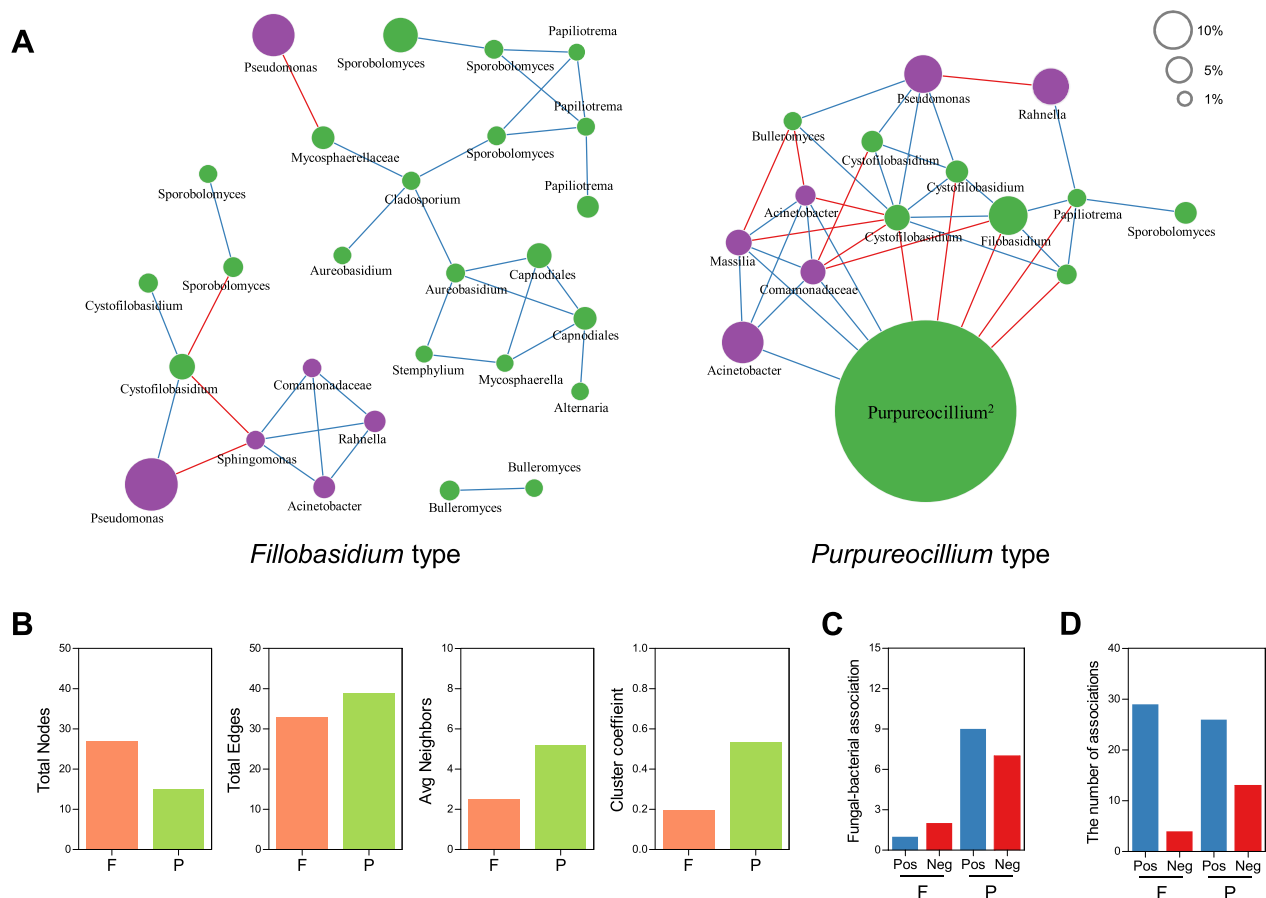 A
Pseudomonas
Sporobolomyces
Sporobolomyces
Papiliotrema
Papiliotrema
Mycosphaerellaceae
Sporobolomyces
Sporobolomyces
Cladosporium
Papiliotrema
Aureobasidium
Sporobolomyces
Cystofilobasidium
Aureobasidium
Capnodiales
Capnodiales
Stemphylium
Mycosphaerella
Alternaria
Cystofilobasidium
Comamonadaceae
Rahnella
Sphingomonas
Acinetobacter
Pseudomonas
Bulleromyces
Bulleromyces
Fillobasidium type
10%
5%
1%
Pseudomonas
Rahnella
Bulleromyces
Cystofilobasidium
Cystofilobasidium
Acinetobacter
Cystofilobasidium
Filobasidium
Papiliotrema
Sporobolomyces
Massilia
Comamonadaceae
Acinetobacter
Purpureocillium²
Purpureocillium type
B
Total Nodes
50
40
30
20
10
0
F P
Total Edges
50
40
30
20
10
0
F P
Avg Neighbors
10
8
6
4
2
0
F P
Cluster coeffieint
1.0
0.8
0.6
0.4
0.2
0.0
F P
C
Fungal-bacterial association
15
12
9
6
3
0
Pos Neg Pos Neg
F P
D
The number of associations
40
30
20
10
0
Pos Neg Pos Neg
F P